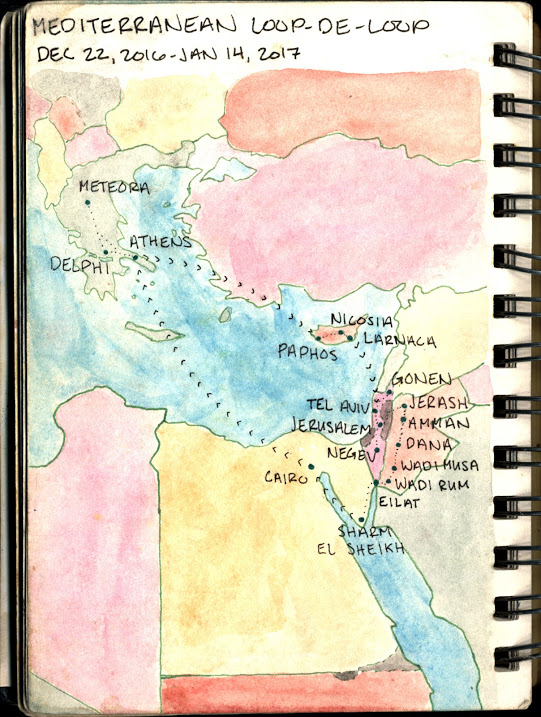 MEDITERRANEAN LOOP-DE-LOOP
DEC 22, 2016-JAN 14, 2017
METEORA
ATHENS
DELPHI
NICOSIA
PAPHOS
LARNACA
GONEN
TEL AVIV
JERASH
JERUSALEM
AMMAN
NEGEV
DANA
CAIRO
WADI MUSA
WADI RUM
EILAT
SHARM
EL SHEIKH